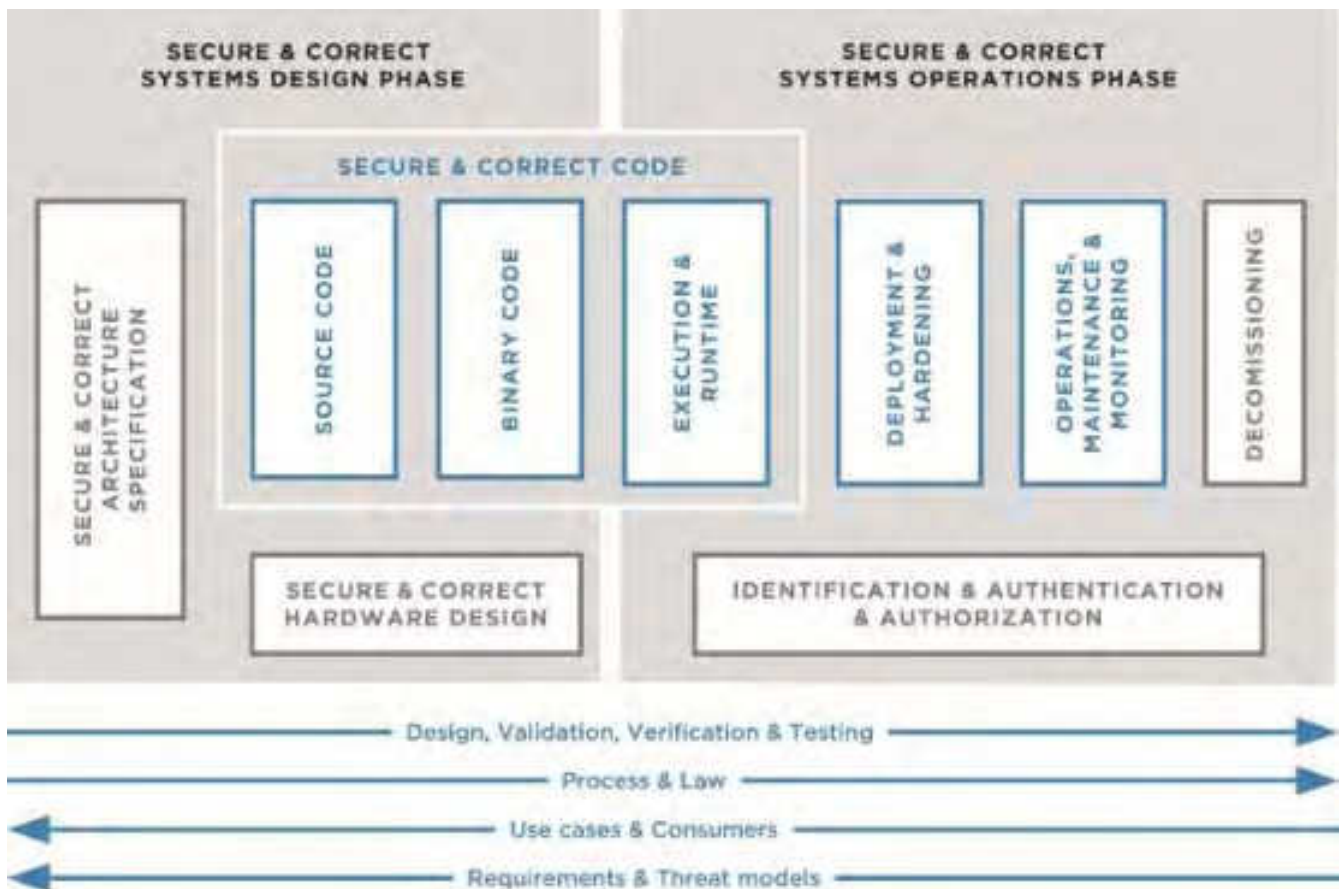 SECURE & CORRECT
SYSTEMS DESIGN PHASE
SECURE & CORRECT
SYSTEMS OPERATIONS PHASE
SECURE & CORRECT CODE
SECURE & CORRECT
ARCHITECTURE
SPECIFICATION
SOURCE CODE
BINARY CODE
EXECUTION &
RUNTIME
DEPLOYMENT &
HARDENING
OPERATIONS,
MAINTENANCE &
MONITORING
DECOMISSIONING
SECURE & CORRECT
HARDWARE DESIGN
IDENTIFICATION & AUTHENTICATION
& AUTHORIZATION
Design, Validation, Verification & Testing
Process & Law
Use cases & Consumers
Requirements & Threat models